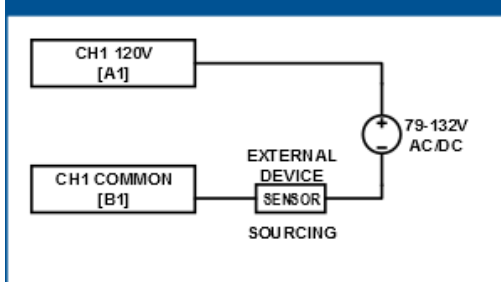 CH1 120V
[A1]
+
79-132V
AC/DC
−
EXTERNAL
DEVICE
CH1 COMMON
[B1]
SENSOR
SOURCING